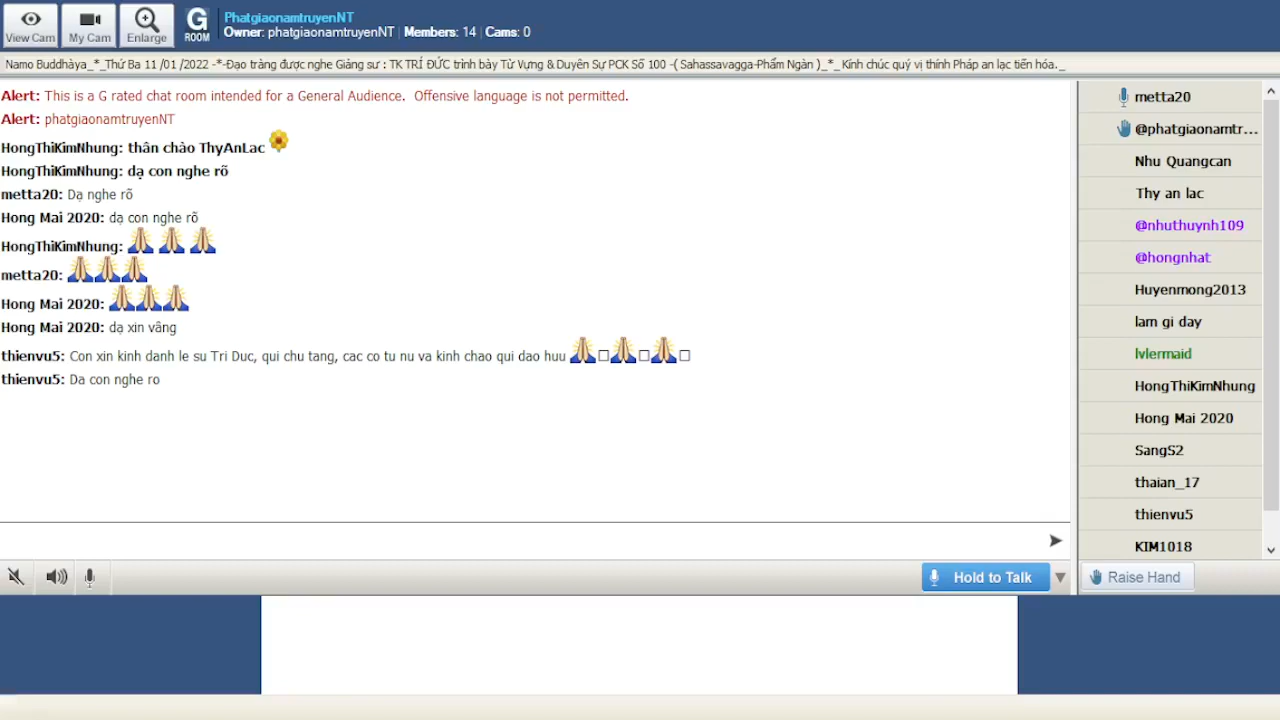 View Cam
My Cam
Enlarge
G
ROOM
PhatgiaonamtruyenNT
Owner: phatgiaonamtruyenNT | Members: 14 | Cams: 0
Namo Buddhàya_*_Thứ Ba 11 /01 /2022 -*-Đạo tràng được nghe Giảng sư : TK TRÍ ĐỨC trình bày Từ Vựng & Duyên Sự PCK Số 100 -( Sahassavagga-Phẩm Ngàn )_*_ Kính chúc quý vị thính Pháp an lạc tiến hóa._
Alert: This is a G rated chat room intended for a General Audience.  Offensive language is not permitted.
Alert: phatgiaonamtruyenNT
HongThiKimNhung: thân chào ThyAnLac
HongThiKimNhung: dạ con nghe rõ
metta20: Dạ nghe rõ
Hong Mai 2020: dạ con nghe rõ
HongThiKimNhung: 🙏 🙏 🙏
metta20: 🙏🙏🙏
Hong Mai 2020: 🙏🙏🙏
Hong Mai 2020: dạ xin vâng
thienvu5: Con xin kinh danh le su Tri Duc, qui chu tang, cac co tu nu va kinh chao qui dao huu 🙏□🙏□🙏□
thienvu5: Da con nghe ro
metta20
@phatgiaonamtr...
Nhu Quangcan
Thy an lac
@nhuthuynh109
@hongnhat
Huyenmong2013
lam gi day
lvlermaid
HongThiKimNhung
Hong Mai 2020
SangS2
thaian_17
thienvu5
KIM1018
Hold to Talk
Raise Hand